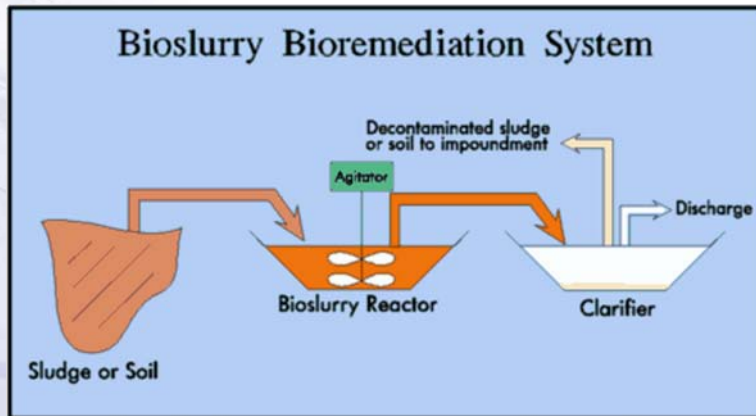 Bioslurry Bioremediation System
Decontaminated sludge
or soil to impoundment
Agitator
Discharge
Bioslurry Reactor
Clarifier
Sludge or Soil